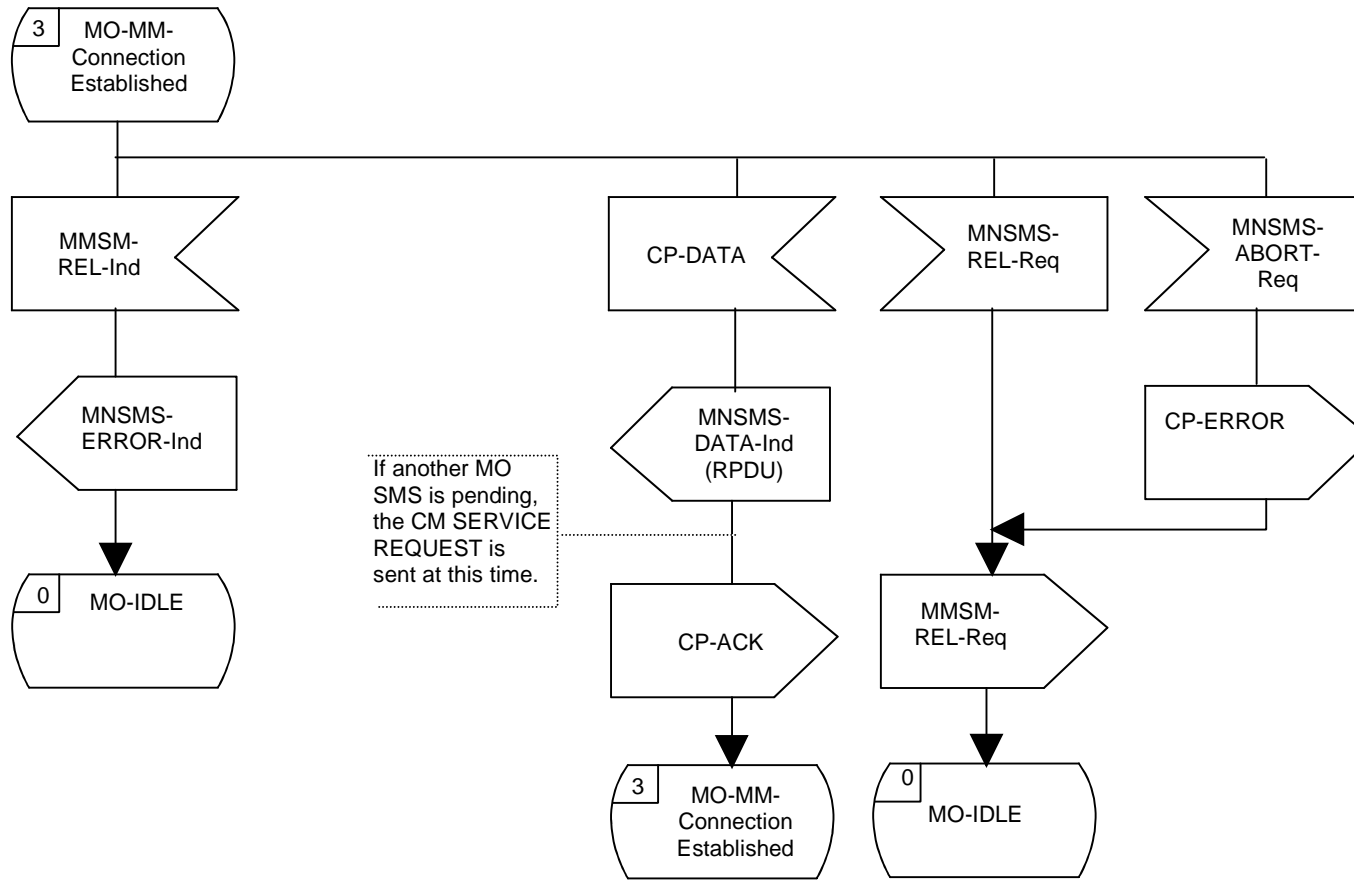 3
MO-MM-
Connection
Established
MMSM-
REL-Ind
CP-DATA
MNSMS-
REL-Req
MNSMS-
ABORT-
Req
MNSMS-
ERROR-Ind
MNSMS-
DATA-Ind
(RPDU)
CP-ERROR
If another MO
SMS is pending,
the CM SERVICE
REQUEST is
sent at this time.
0
MO-IDLE
CP-ACK
MMSM-
REL-Req
3
MO-MM-
Connection
Established
0
MO-IDLE